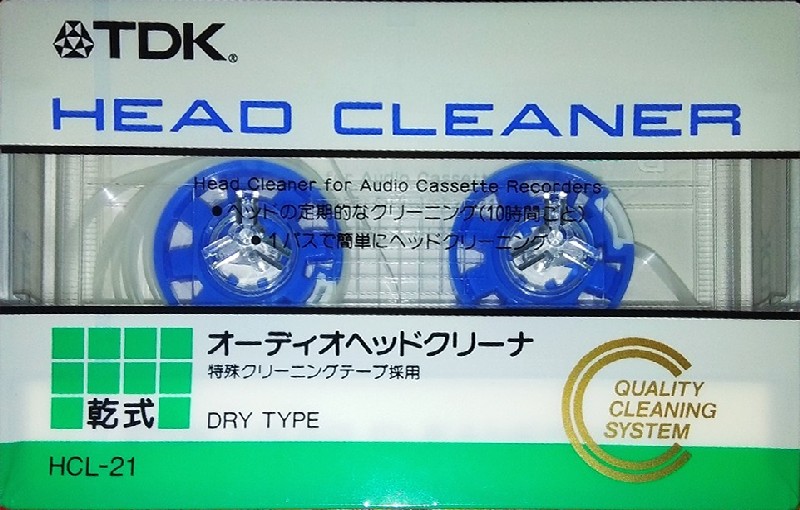 TDK®
HEAD CLEANER
Head Cleaner for Audio Cassette Recorders
•ヘッドの定期的なクリーニング(10時間ごと)
•1パスで簡単にヘッドクリーニング
オーディオヘッドクリーナ
特殊クリーニングテープ採用
乾式
DRY TYPE
QUALITY
CLEANING
SYSTEM
HCL-21